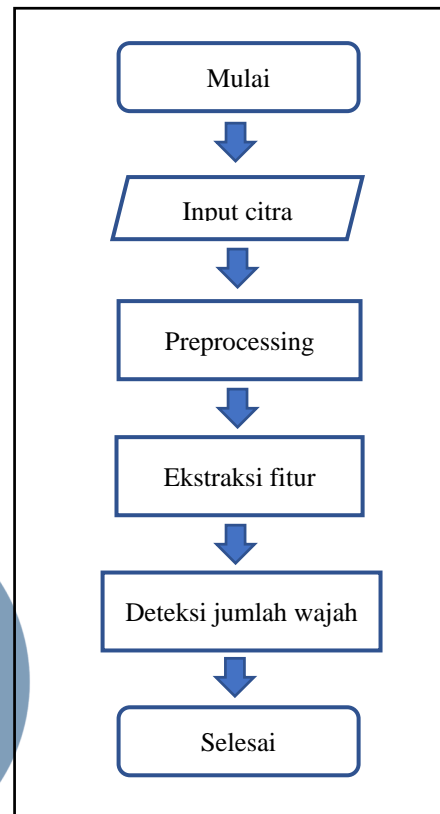 Mulai
Input citra
Preprocessing
Ekstraksi fitur
Deteksi jumlah wajah
Selesai